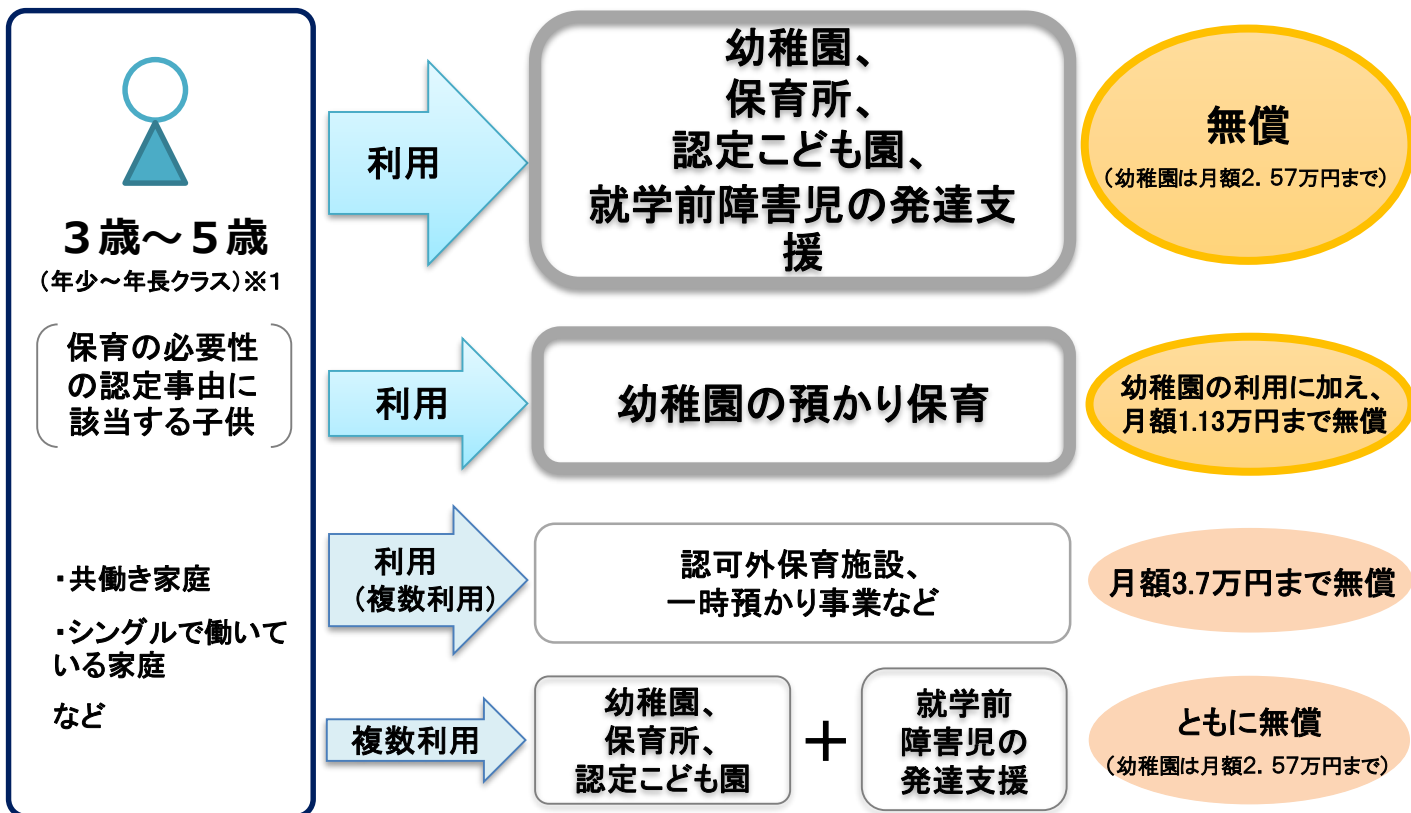 3歳～5歳
（年少～年長クラス）※1
保育の必要性
の認定事由に
該当する子供
・共働き家庭
・シングルで働いて
いる家庭
など
利用
幼稚園、
保育所、
認定こども園、
就学前障害児の発達支
援
無償
（幼稚園は月額2．57万円まで）
利用
幼稚園の預かり保育
幼稚園の利用に加え、
月額1.13万円まで無償
利用
（複数利用）
認可外保育施設、
一時預かり事業など
月額3.7万円まで無償
複数利用
幼稚園、
保育所、
認定こども園
＋
就学前
障害児の
発達支援
ともに無償
（幼稚園は月額2．57万円まで）